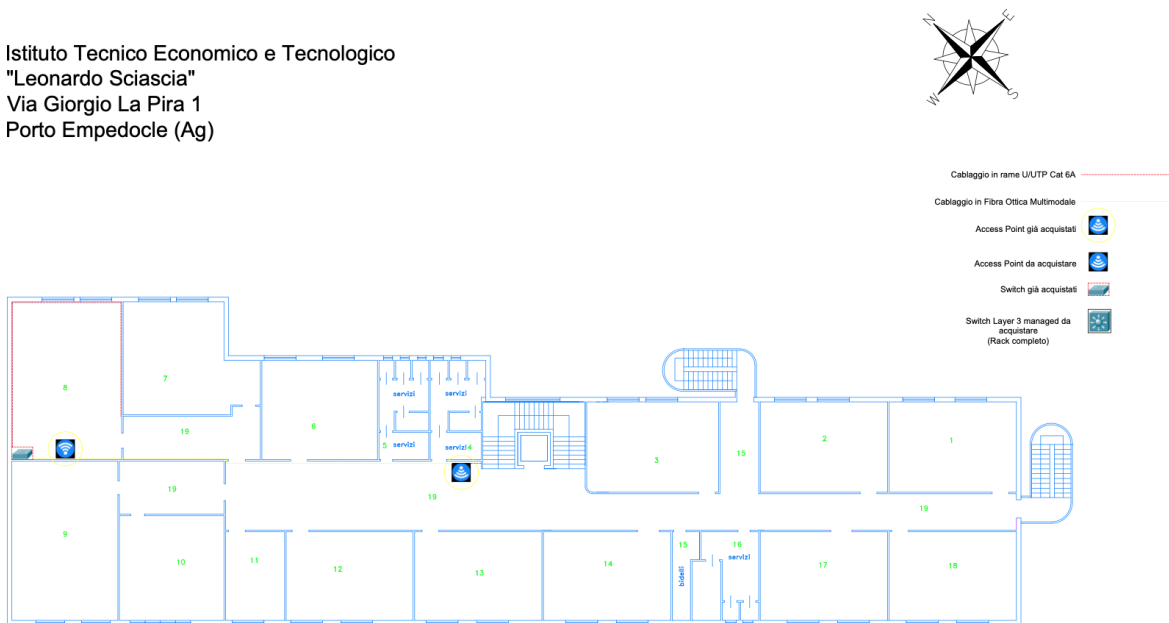 Istituto Tecnico Economico e Tecnologico
"Leonardo Sciascia"
Via Giorgio La Pira 1
Porto Empedocle (Ag)
N
E
W
S
Cablaggio in rame U/UTP Cat 6A
Cablaggio in Fibra Ottica Multimodale
Access Point già acquistati
Access Point da acquistare
Switch già acquistati
Switch Layer 3 managed da
acquistare
(Rack completo)
8
7
6
servizi
servizi
19
5
servizi
servizi
4
3
15
2
1
19
19
19
9
10
11
12
13
14
15
bidelli
16
servizi
17
18